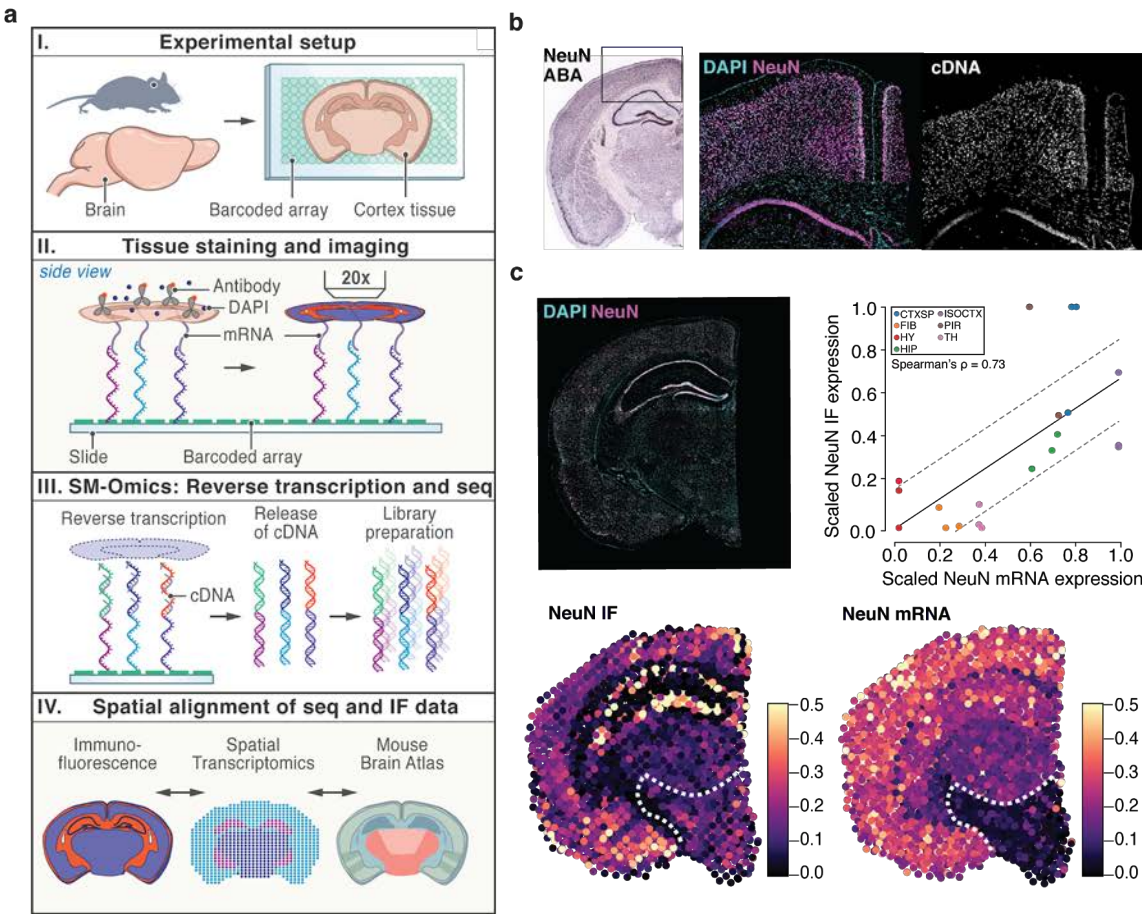 a
I. Experimental setup
Brain
Barcoded array
Cortex tissue
II. Tissue staining and imaging
side view
Antibody
DAPI
mRNA
20x
Slide
Barcoded array
III. SM-Omics: Reverse transcription and seq
Reverse transcription
Release
of cDNA
Library
preparation
cDNA
IV. Spatial alignment of seq and IF data
Immuno-
fluorescence
Spatial
Transcriptomics
Mouse
Brain Atlas
b
NeuN
ABA
DAPI NeuN
cDNA
c
DAPI NeuN
Scaled NeuN IF expression
1.0
0.8
0.6
0.4
0.2
0.0
CTXSP
FIB
HY
HIP
ISOCTX
PIR
TH
Spearman's ρ = 0.73
0.0 0.2 0.4 0.6 0.8 1.0
Scaled NeuN mRNA expression
NeuN IF
0.5
0.4
0.3
0.2
0.1
0.0
NeuN mRNA
0.5
0.4
0.3
0.2
0.1
0.0